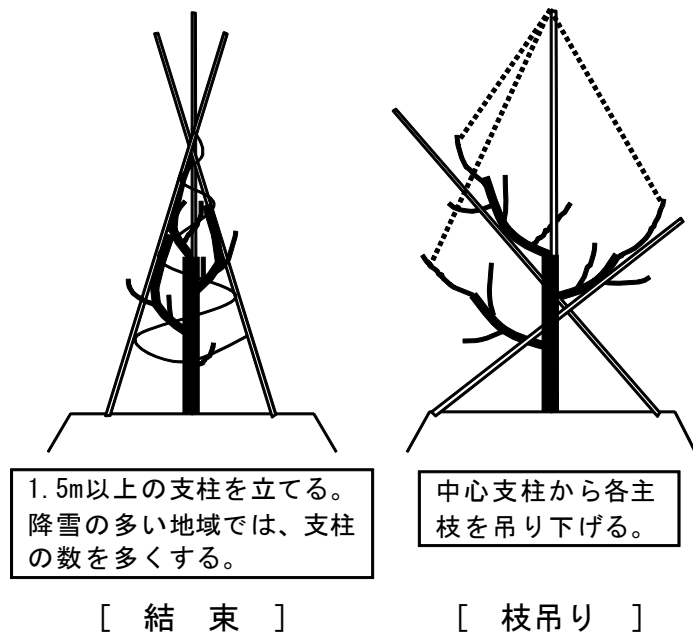 1.5m以上の支柱を立てる。
降雪の多い地域では、支柱
の数を多くする。
中心支柱から各主
枝を吊り下げる。
[ 結 束 ]
[ 枝吊り ]